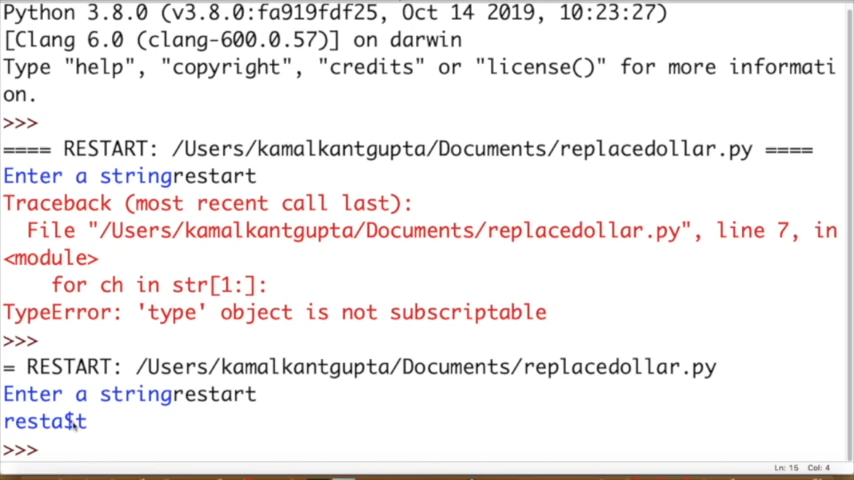 Python 3.8.0 (v3.8.0:fa919fdf25, Oct 14 2019, 10:23:27)
[Clang 6.0 (clang-600.0.57)] on darwin
Type "help", "copyright", "credits" or "license()" for more informati
on.
>>>
==== RESTART: /Users/kamalkantgupta/Documents/replacedollar.py ====
Enter a stringrestart
Traceback (most recent call last):
  File "/Users/kamalkantgupta/Documents/replacedollar.py", line 7, in
<module>
    for ch in str[1:]:
TypeError: 'type' object is not subscriptable
>>>
= RESTART: /Users/kamalkantgupta/Documents/replacedollar.py
Enter a stringrestart
resta$t
>>>
Ln: 15 Col: 4